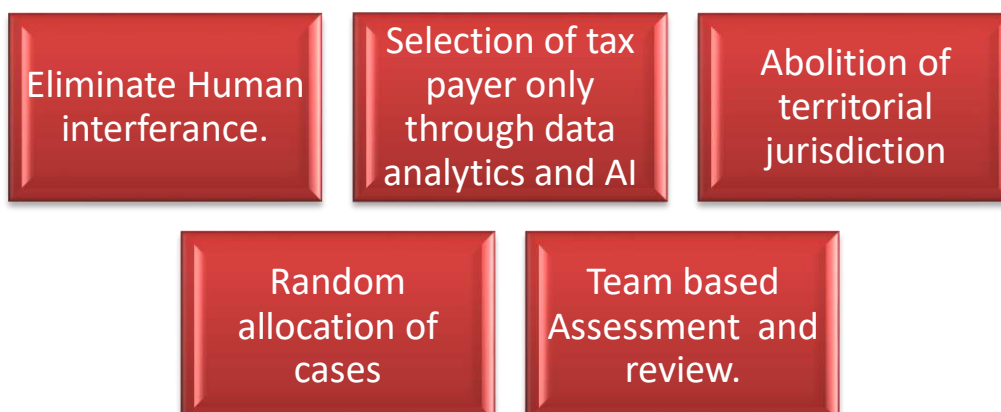 Eliminate Human
interferance.
Selection of tax
payer only
through data
analytics and AI
Abolition of
territorial
jurisdiction
Random
allocation of
cases
Team based
Assessment and
review.